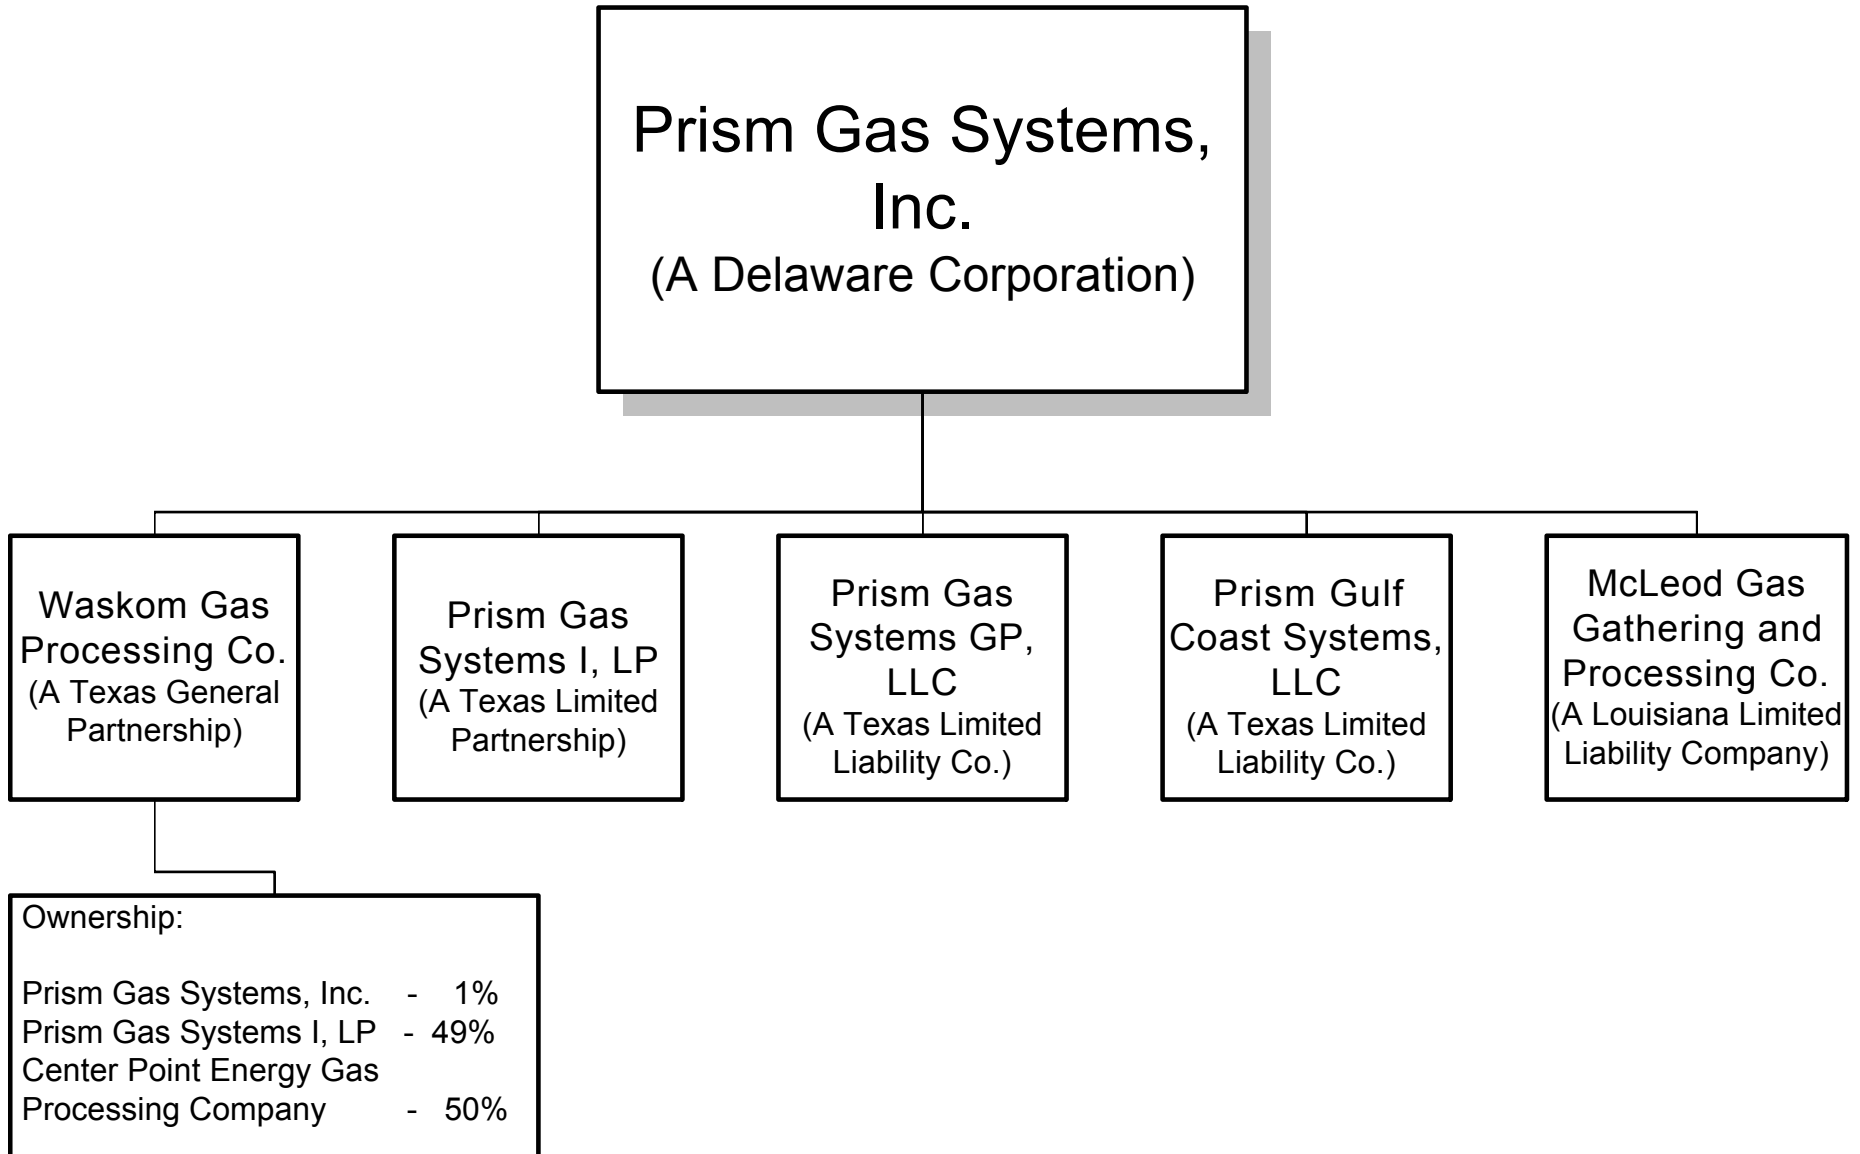 Prism Gas Systems,
Inc.
(A Delaware Corporation)
Waskom Gas
Processing Co.
(A Texas General
Partnership)
Prism Gas
Systems I, LP
(A Texas Limited
Partnership)
Prism Gas
Systems GP,
LLC
(A Texas Limited
Liability Co.)
Prism Gulf
Coast Systems,
LLC
(A Texas Limited
Liability Co.)
McLeod Gas
Gathering and
Processing Co.
(A Louisiana Limited
Liability Company)
Ownership:
Prism Gas Systems, Inc. - 1%
Prism Gas Systems I, LP - 49%
Center Point Energy Gas
Processing Company - 50%